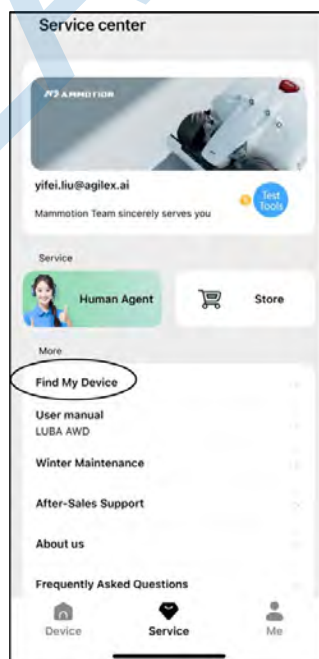 Service center
MAMMOTION
yifei.liu@agilex.ai
Mammotion Team sincerely serves you
Test
Tools
Service
Human Agent
Store
More
Find My Device
User manual
LUBA AWD
Winter Maintenance
After-Sales Support
About us
Frequently Asked Questions
Device
Service
Me